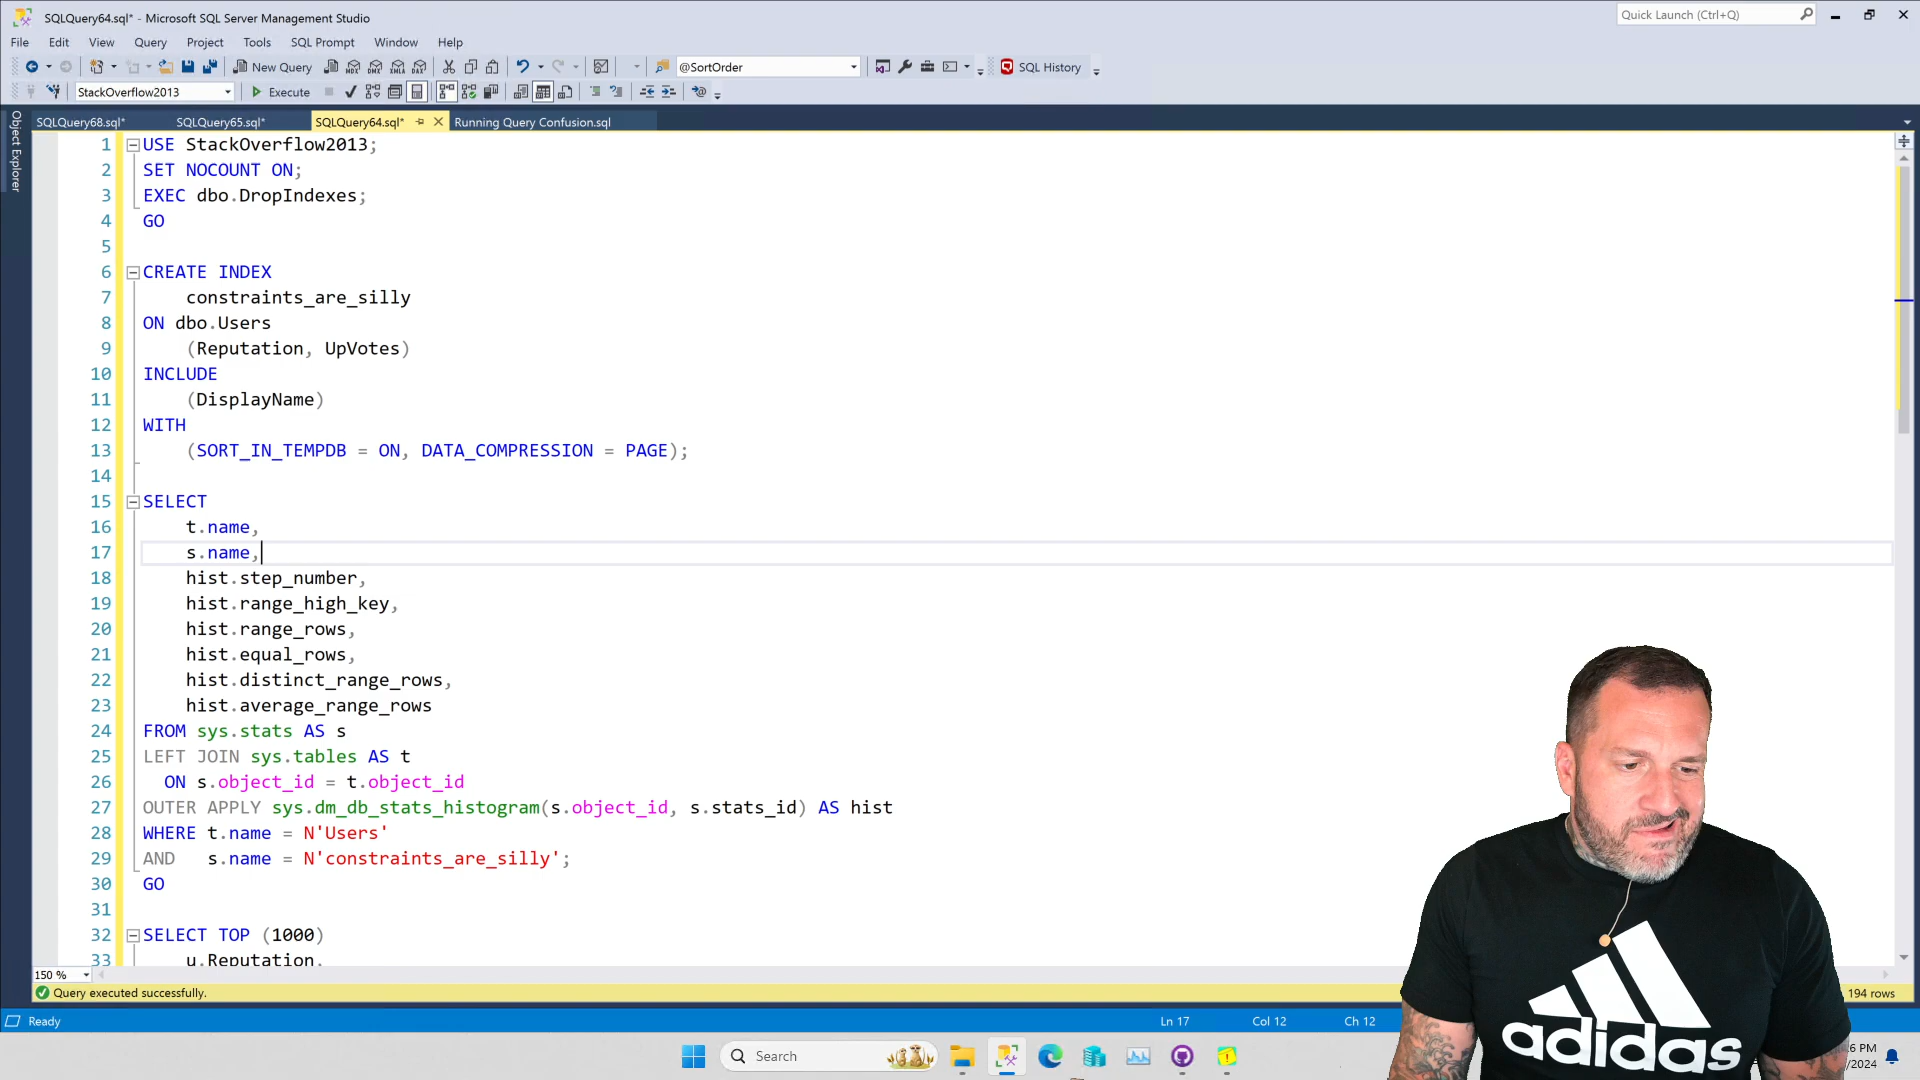 SQLQuery64.sql* - Microsoft SQL Server Management Studio
Quick Launch (Ctrl+Q)
File Edit View Query Project Tools SQL Prompt Window Help
New Query
@SortOrder
SQL History
StackOverflow2013
Execute
SQLQuery68.sql* SQLQuery65.sql* SQLQuery64.sql* Running Query Confusion.sql
Object Explorer
1 USE StackOverflow2013;
2 SET NOCOUNT ON;
3 EXEC dbo.DropIndexes;
4 GO
5
6 CREATE INDEX
7 constraints_are_silly
8 ON dbo.Users
9 (Reputation, UpVotes)
10 INCLUDE
11 (DisplayName)
12 WITH
13 (SORT_IN_TEMPDB = ON, DATA_COMPRESSION = PAGE);
14
15 SELECT
16 t.name,
17 s.name,
18 hist.step_number,
19 hist.range_high_key,
20 hist.range_rows,
21 hist.equal_rows,
22 hist.distinct_range_rows,
23 hist.average_range_rows
24 FROM sys.stats AS s
25 LEFT JOIN sys.tables AS t
26 ON s.object_id = t.object_id
27 OUTER APPLY sys.dm_db_stats_histogram(s.object_id, s.stats_id) AS hist
28 WHERE t.name = N'Users'
29 AND s.name = N'constraints_are_silly';
30 GO
31
32 SELECT TOP (1000)
33 u.Reputation,
150 %
Query executed successfully.
194 rows
Ready
Ln 17 Col 12 Ch 12
Search
6 PM
/2024
adidas